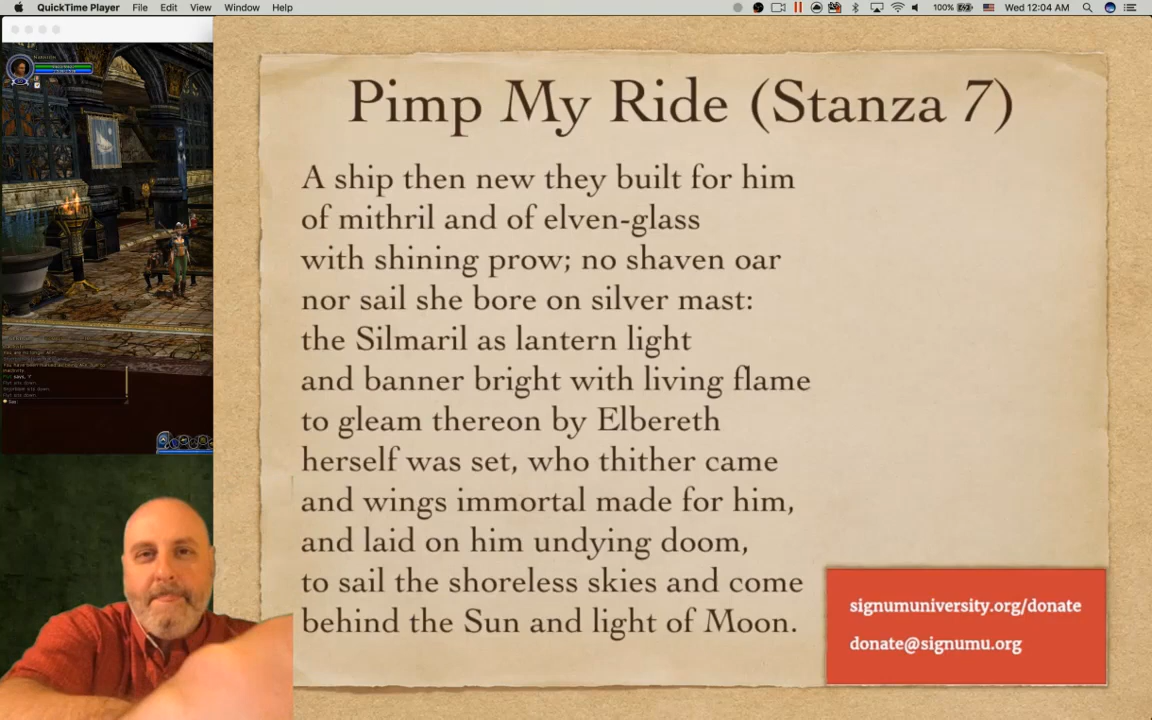 QuickTime Player File Edit View Window Help
100% Wed 12:04 AM
Pimp My Ride (Stanza 7)
A ship then new they built for him
of mithril and of elven-glass
with shining prow; no shaven oar
nor sail she bore on silver mast:
the Silmaril as lantern light
and banner bright with living flame
to gleam thereon by Elbereth
herself was set, who thither came
and wings immortal made for him,
and laid on him undying doom,
to sail the shoreless skies and come
behind the Sun and light of Moon.
signumuniversity.org/donate
donate@signumu.org